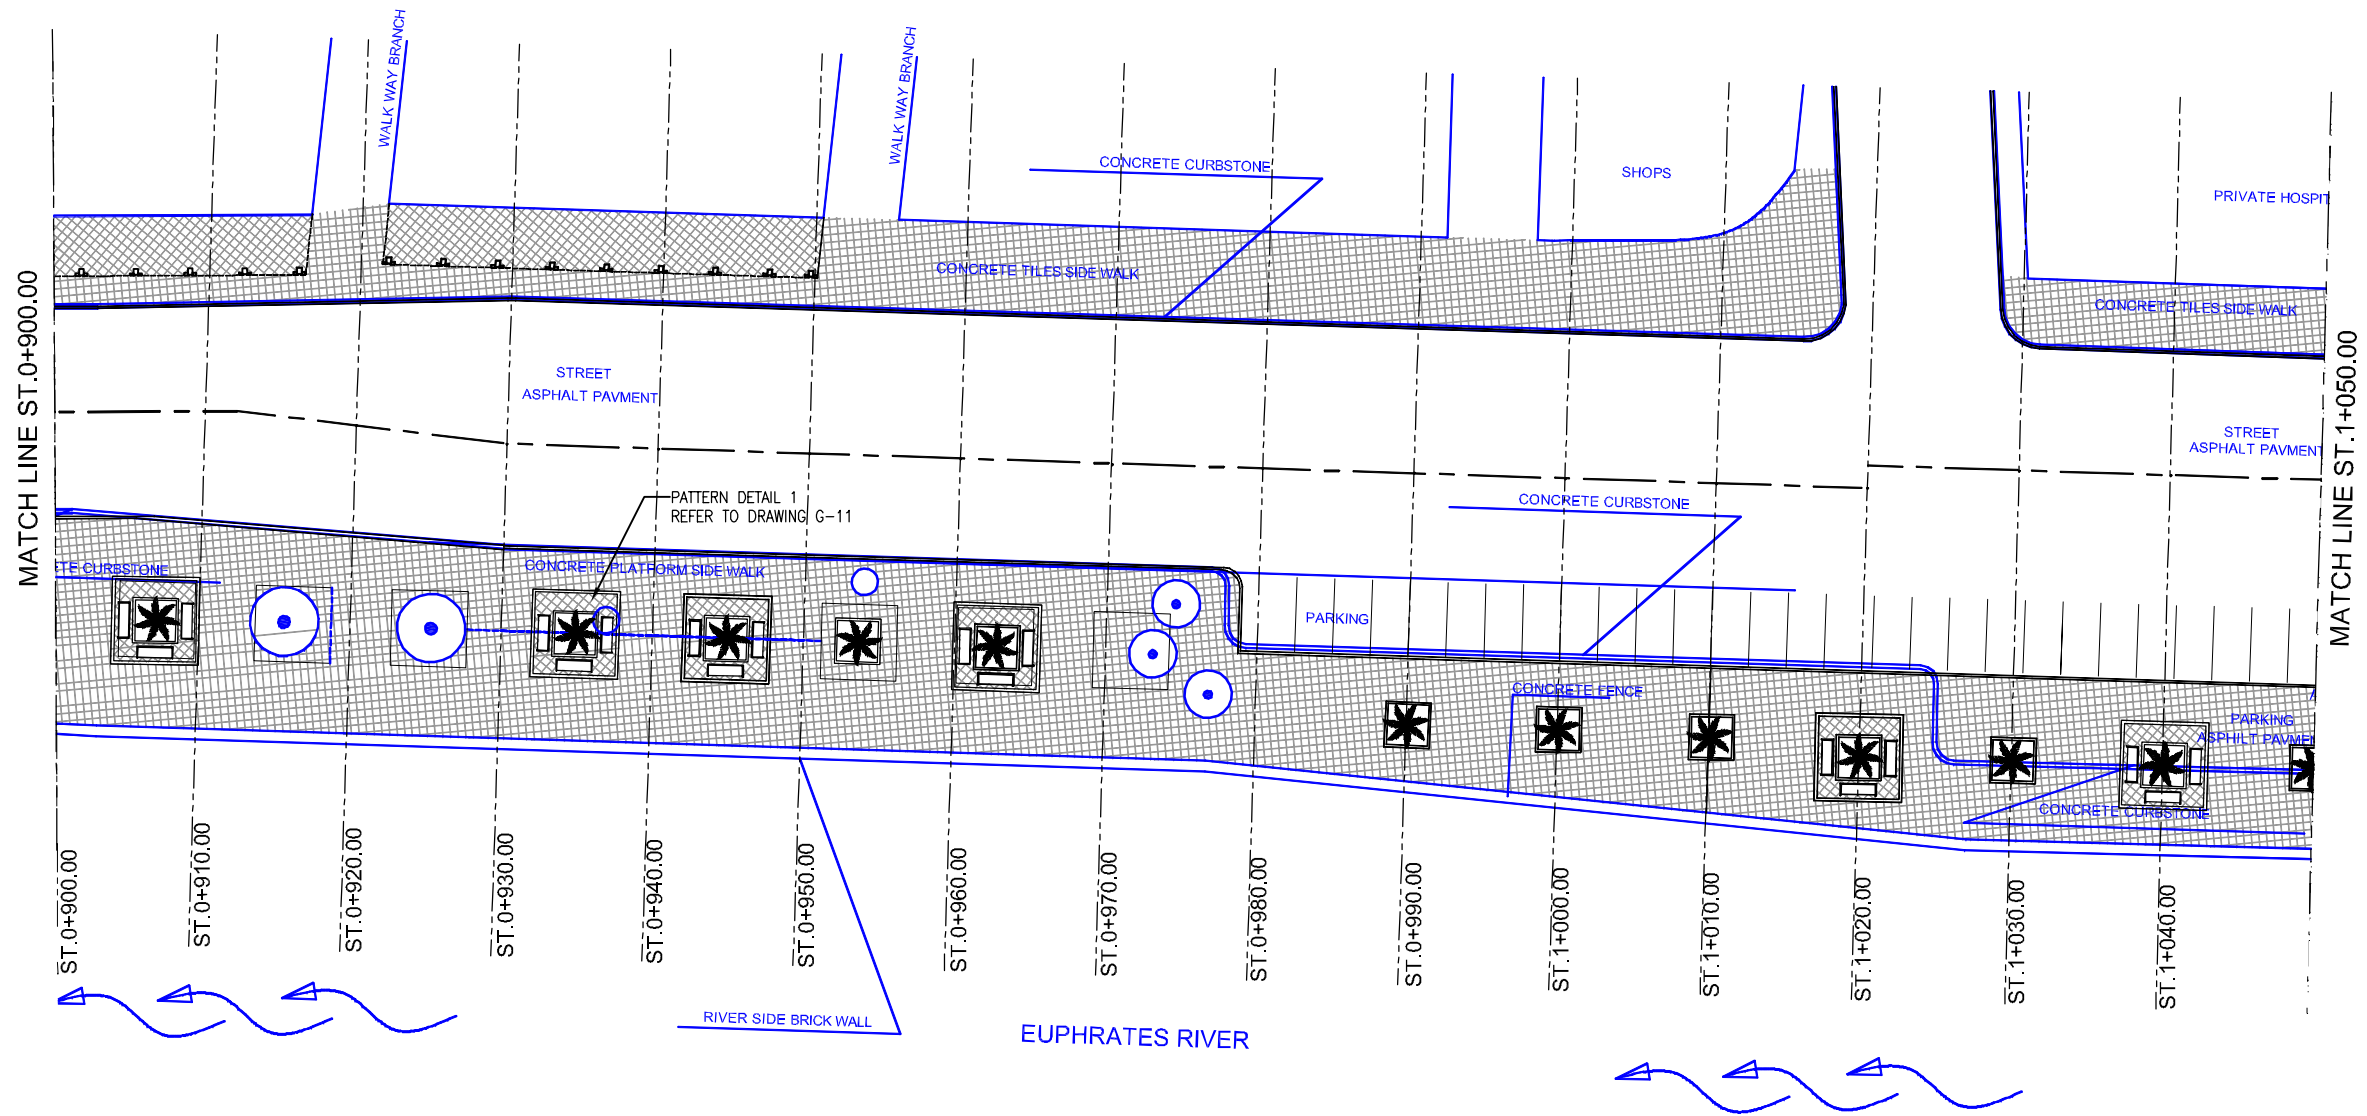 WALK WAY BRANCH
WALK WAY BRANCH
CONCRETE CURBSTONE
SHOPS
PRIVATE HOSPIT
CONCRETE TILES SIDE WALK
CONCRETE TILES SIDE WALK
MATCH LINE ST.0+900.00
MATCH LINE ST.1+050.00
STREET
ASPHALT PAVMENT
STREET
ASPHALT PAVMENT
PATTERN DETAIL 1
REFER TO DRAWING G-11
CONCRETE CURBSTONE
ETE CURBSTONE
CONCRETE PLATFORM SIDE WALK
PARKING
CONCRETE FENCE
PARKING
ASPHILT PAVME
CONCRETE CURBSTONE
ST.0+900.00
ST.0+910.00
ST.0+920.00
ST.0+930.00
ST.0+940.00
ST.0+950.00
ST.0+960.00
ST.0+970.00
ST.0+980.00
ST.0+990.00
ST.1+000.00
ST.1+010.00
ST.1+020.00
ST.1+030.00
ST.1+040.00
RIVER SIDE BRICK WALL
EUPHRATES RIVER